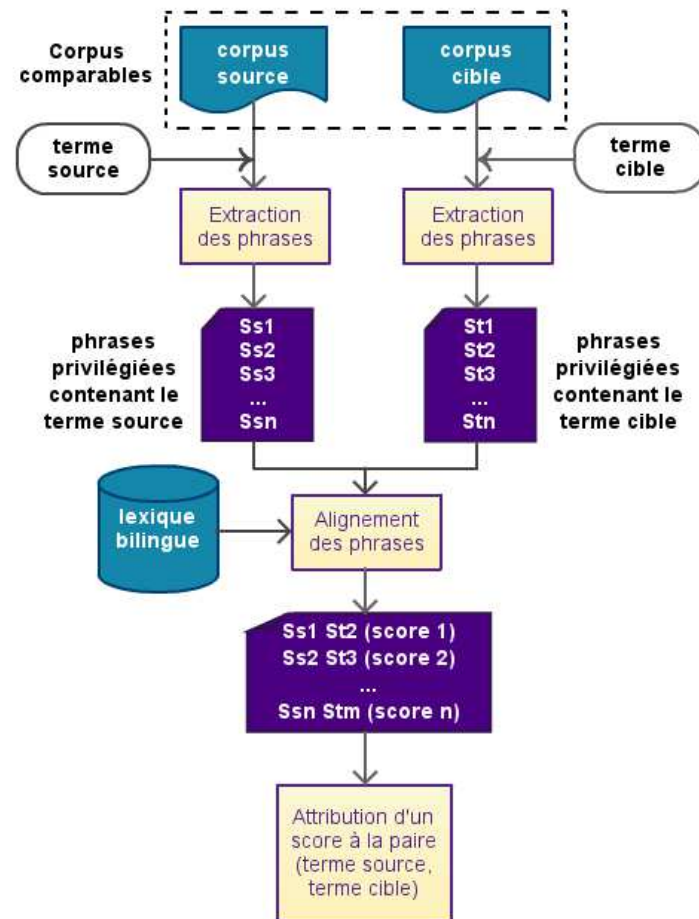 Corpus
comparables
corpus
source
corpus
cible
terme
source
terme
cible
Extraction
des phrases
Extraction
des phrases
phrases
privilégiées
contenant le
terme source
Ss1
Ss2
Ss3
...
Ssn
St1
St2
St3
...
Stn
phrases
privilégiées
contenant le
terme cible
lexique
bilingue
Alignement
des phrases
Ss1 St2 (score 1)
Ss2 St3 (score 2)
...
Ssn Stm (score n)
Attribution d'un
score à la paire
(terme source,
terme cible)